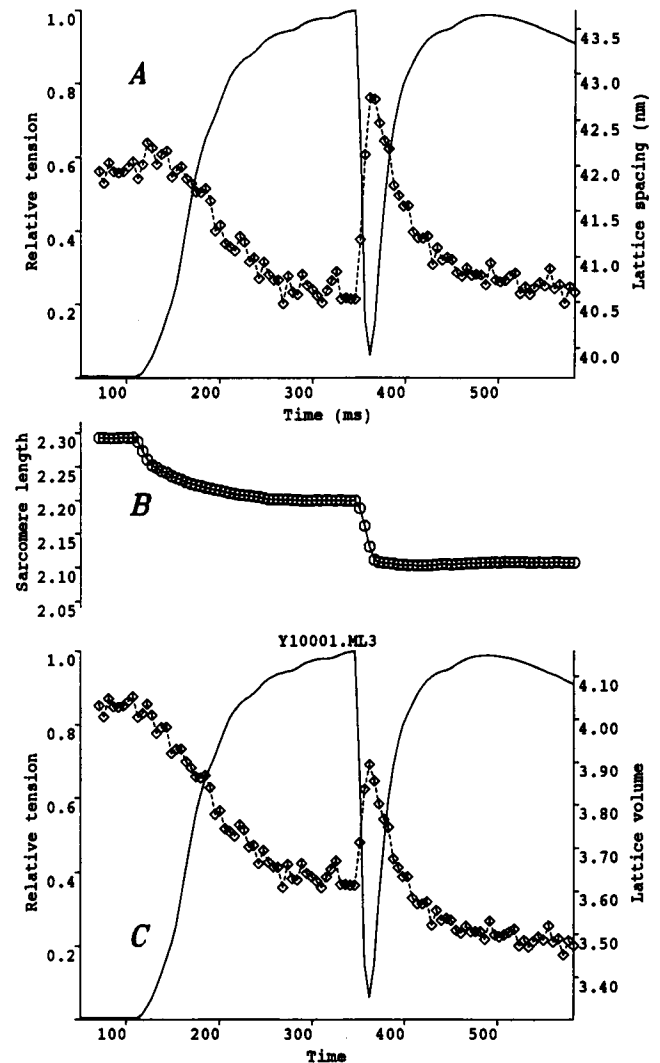 A
1.0
0.8
0.6
0.4
0.2
Relative tension
43.5
43.0
42.5
42.0
41.5
41.0
40.5
40.0
Lattice spacing (nm)
100 200 300 400 500
Time (ms)
B
2.30
2.25
2.20
2.15
2.10
2.05
Sarcomere length
Y10001.ML3
C
1.0
0.8
0.6
0.4
0.2
Relative tension
4.10
4.00
3.90
3.80
3.70
3.60
3.50
3.40
Lattice volume
100 200 300 400 500
Time